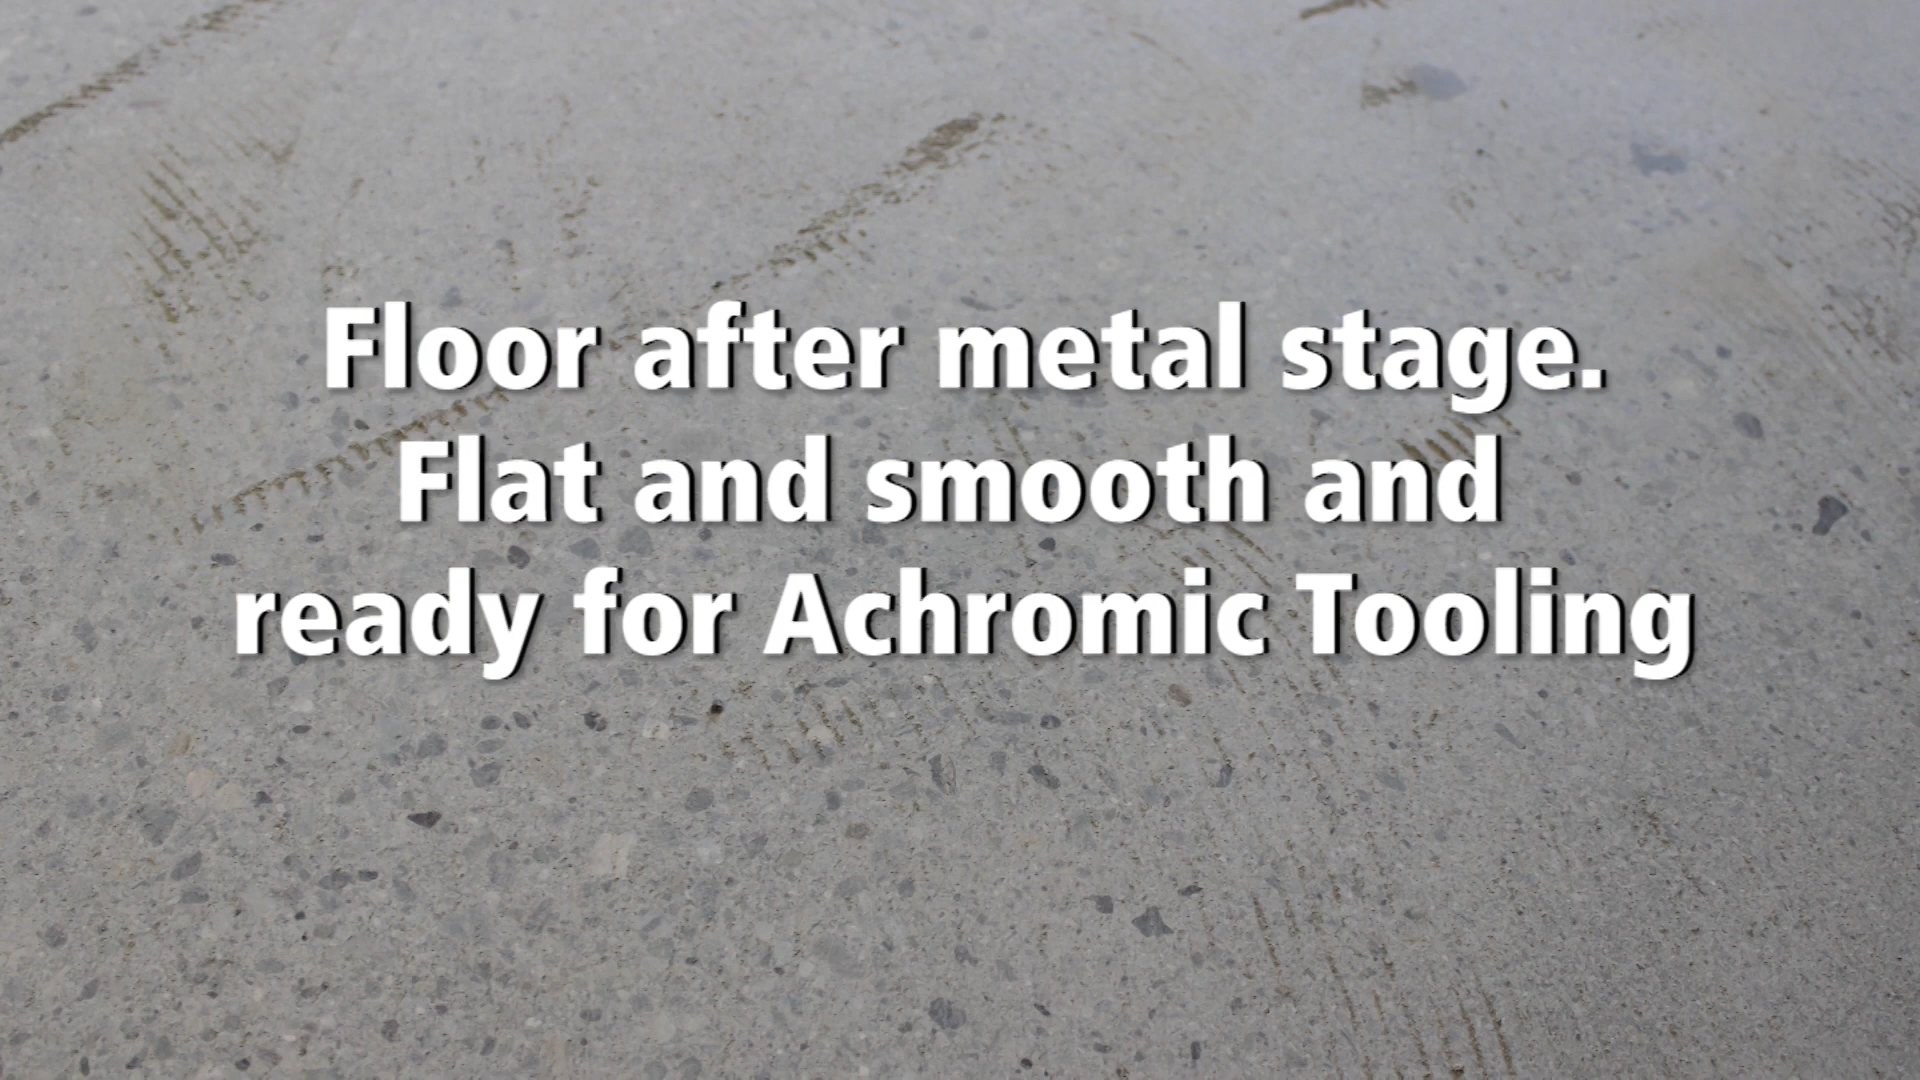 Floor after metal stage.
Flat and smooth and
ready for Achromic Tooling